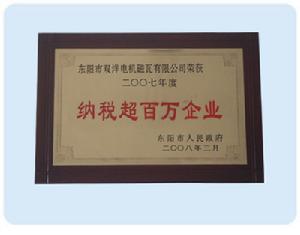 东阳市双洋电机磁瓦有限公司荣获
二〇〇七年度
纳税超百万企业
东阳市人民政府
二〇〇八年二月